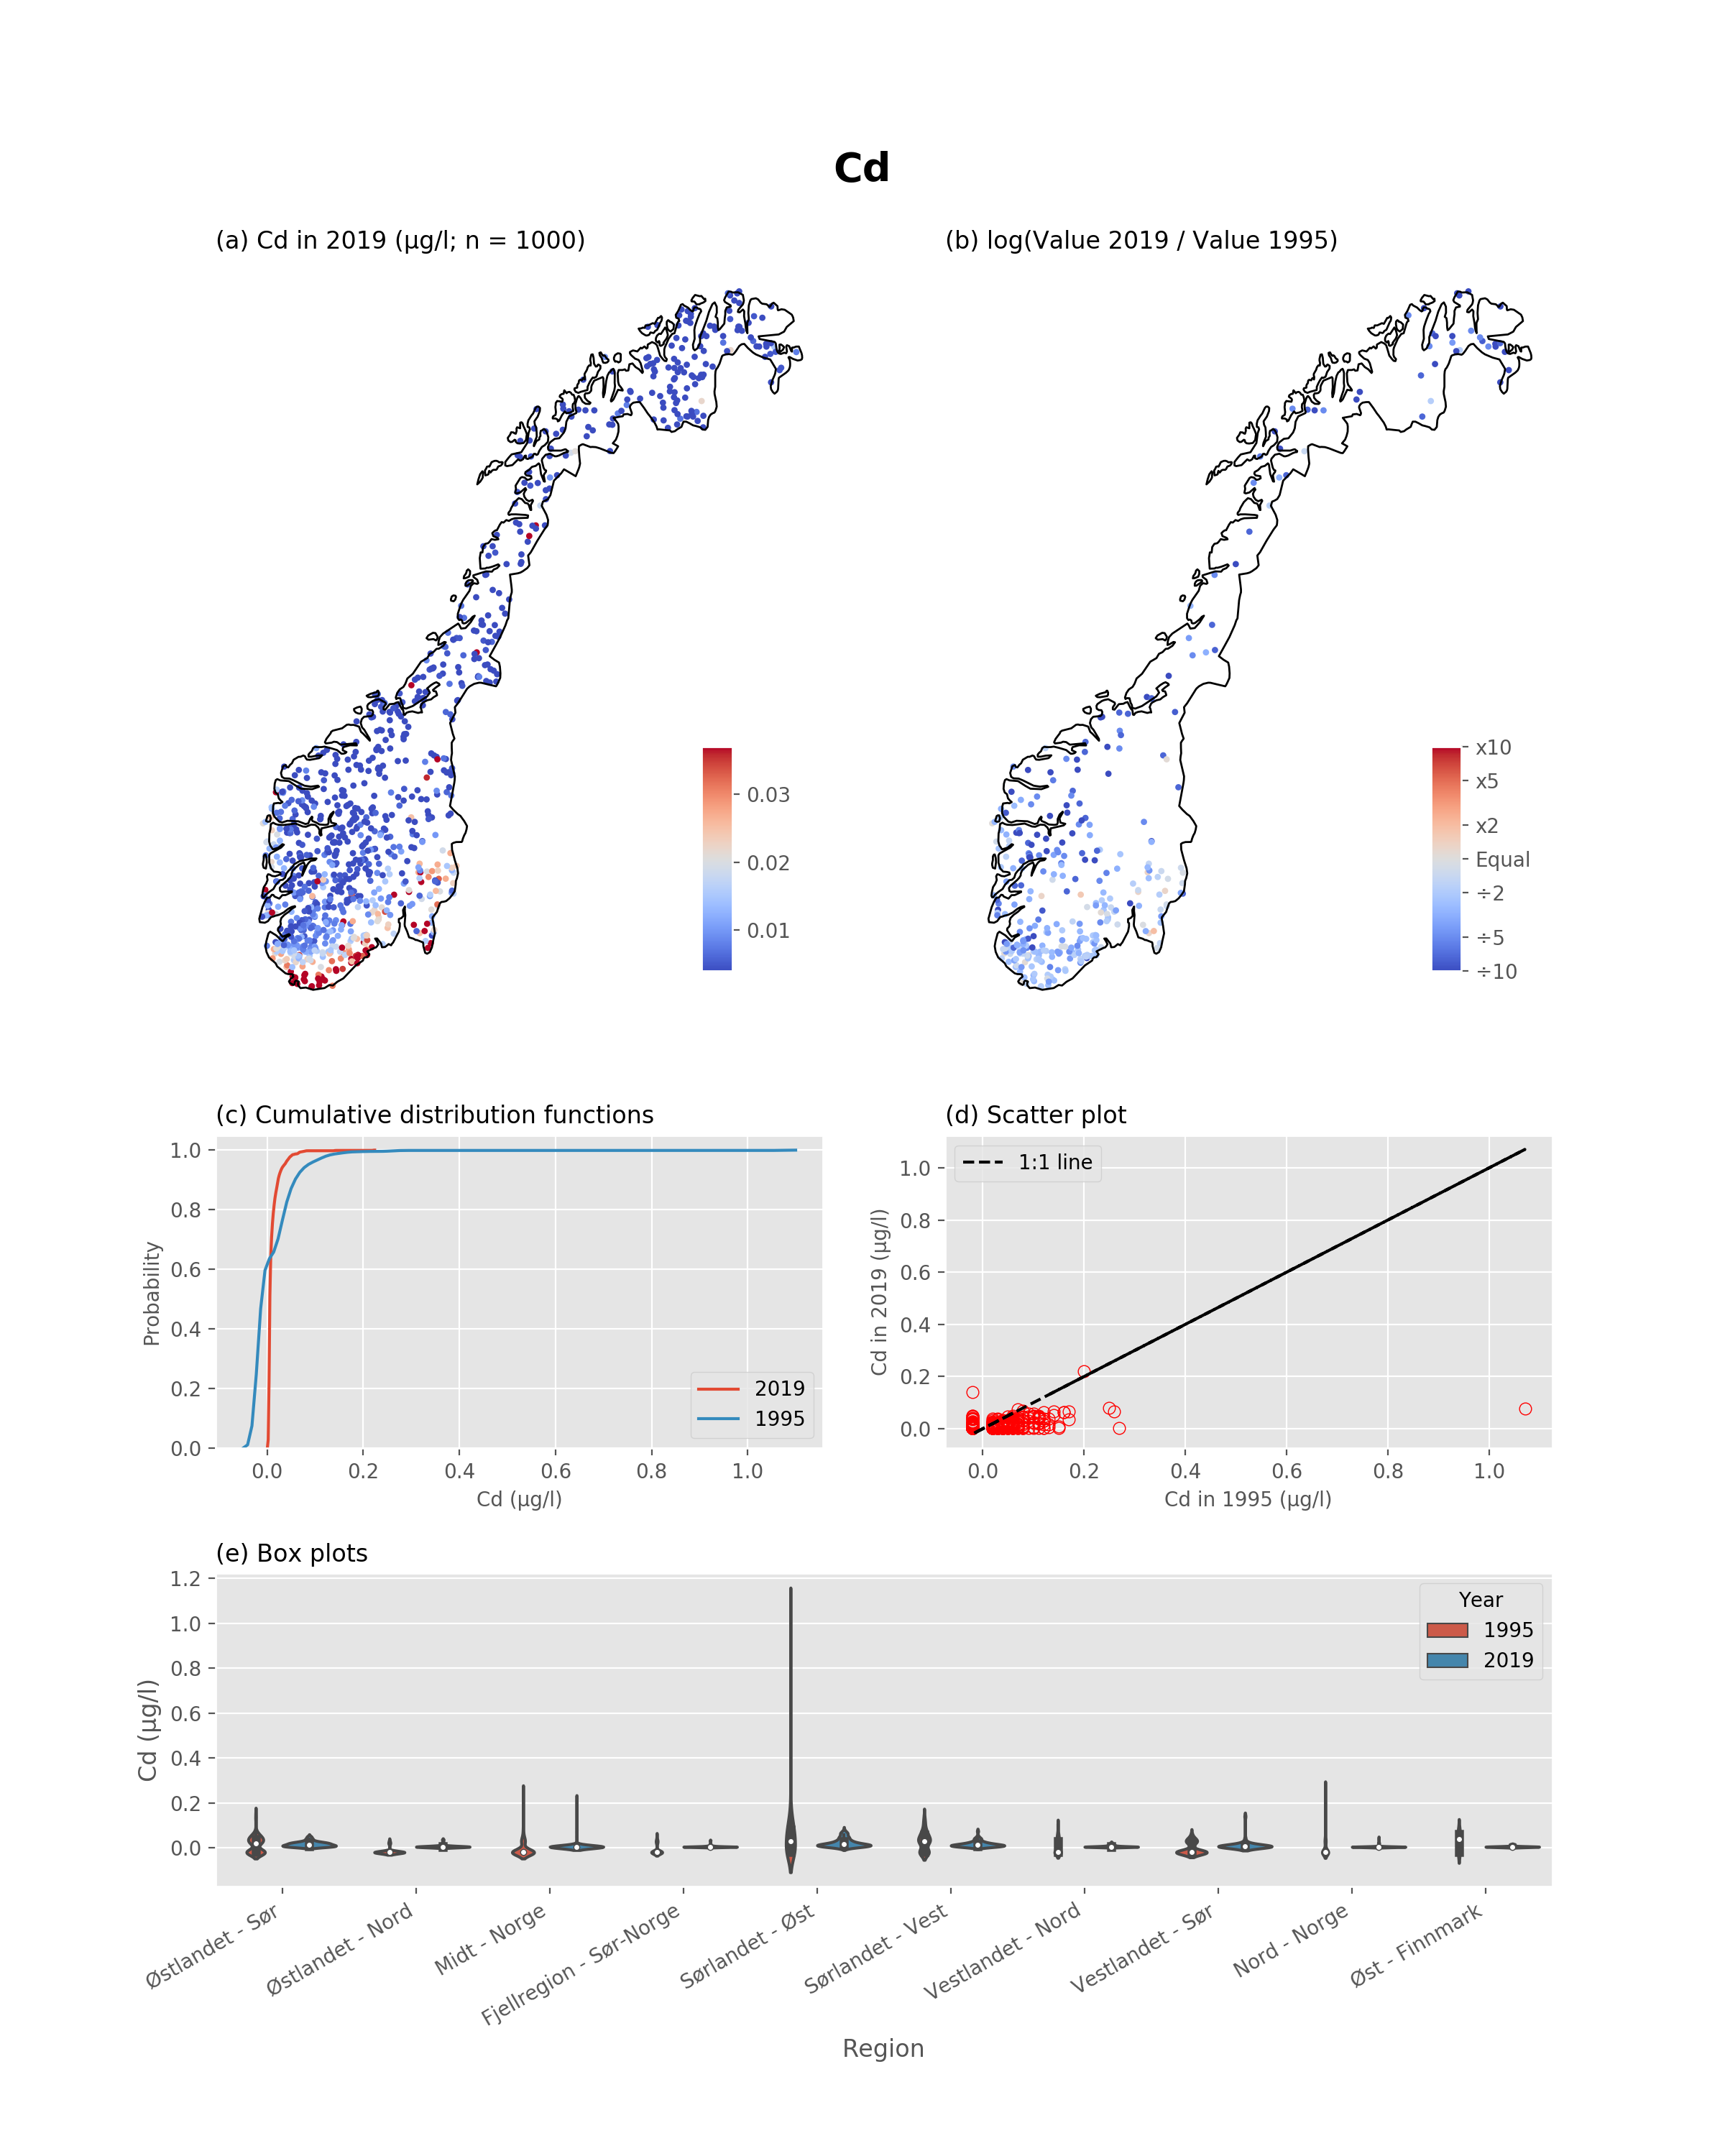 Cd
(a) Cd in 2019 (µg/l; n = 1000)
(b) log(Value 2019 / Value 1995)
0.03
0.02
0.01
x10
x5
x2
Equal
÷2
÷5
÷10
(c) Cumulative distribution functions
1.0
0.8
0.6
0.4
0.2
0.0
Probability
2019
1995
0.0 0.2 0.4 0.6 0.8 1.0
Cd (µg/l)
(d) Scatter plot
1:1 line
1.0
0.8
0.6
0.4
0.2
0.0
Cd in 2019 (µg/l)
0.0 0.2 0.4 0.6 0.8 1.0
Cd in 1995 (µg/l)
(e) Box plots
1.2
1.0
0.8
0.6
0.4
0.2
0.0
Cd (µg/l)
Year
1995
2019
Østlandet - Sør
Østlandet - Nord
Midt - Norge
Fjellregion - Sør-Norge
Sørlandet - Øst
Sørlandet - Vest
Vestlandet - Nord
Vestlandet - Sør
Nord - Norge
Øst - Finnmark
Region